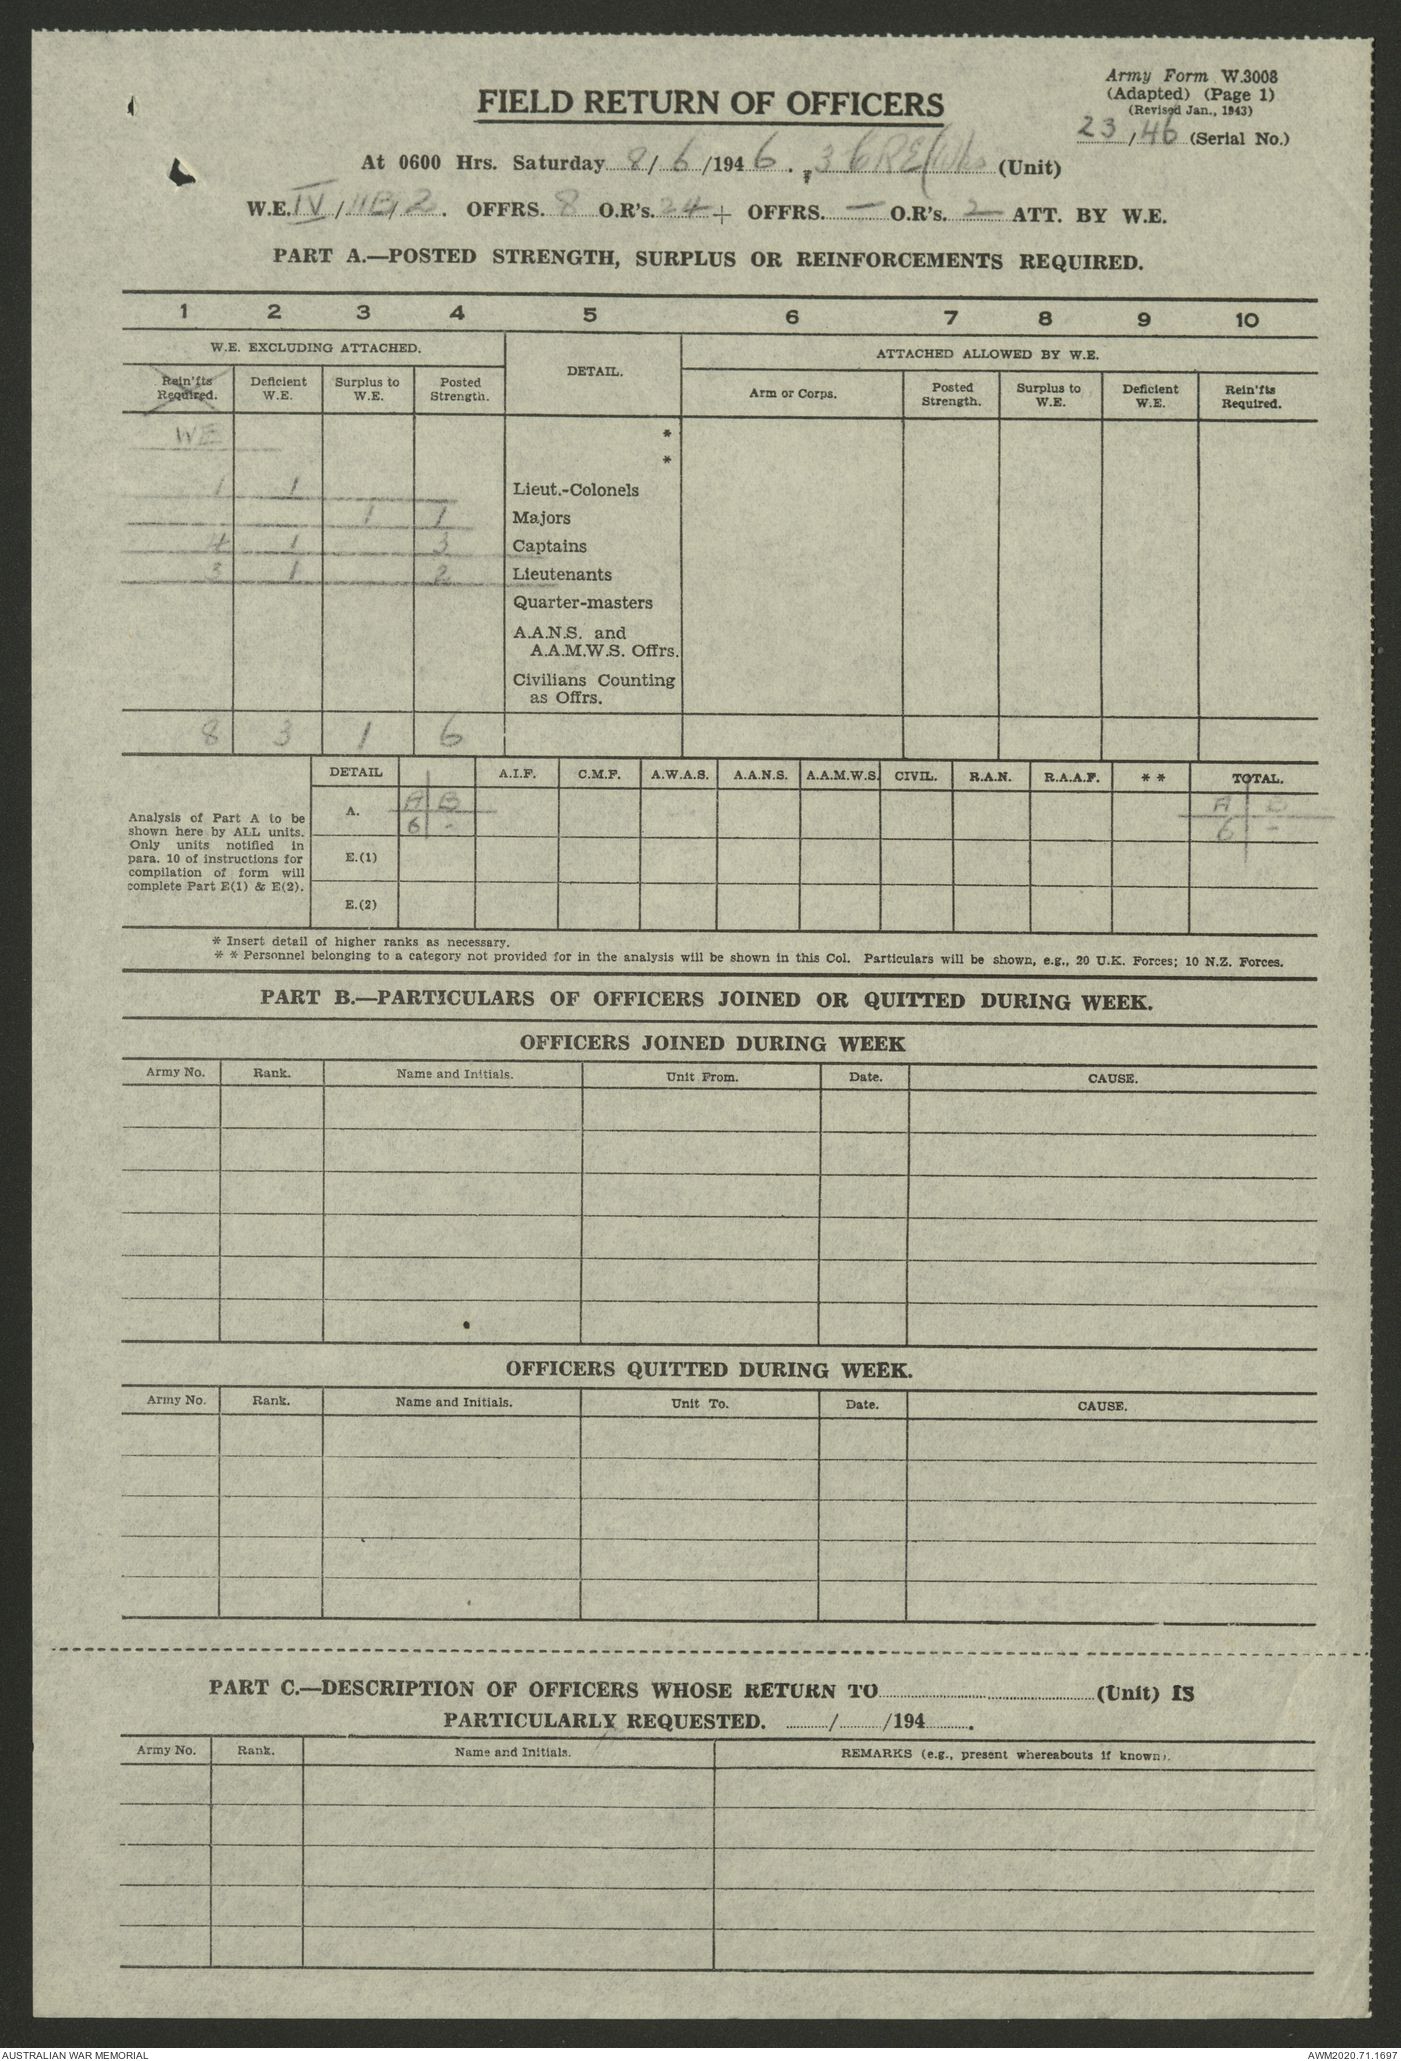 Army Form W.3008
(Adapted) (Page 1)
(Revised Jan., 1943)
23/46 (Serial No.)
FIELD RETURN OF OFFICERS
At 0600 Hrs. Saturday 8/6/1946. 36 RE (Wks (Unit)
W.E. IV/11B/2. OFFRS. 8 O.R's. 24 + OFFRS. — O.R's. 2 ATT. BY W.E.
PART A.—POSTED STRENGTH, SURPLUS OR REINFORCEMENTS REQUIRED.
1 2 3 4 5 6 7 8 9 10
W.E. EXCLUDING ATTACHED. DETAIL. ATTACHED ALLOWED BY W.E.
Rein'fts Required. Deficient W.E. Surplus to W.E. Posted Strength. Arm or Corps. Posted Strength. Surplus to W.E. Deficient W.E. Rein'fts Required.
WE *
*
1 1 Lieut.-Colonels
1 1 Majors
4 1 3 Captains
3 1 2 Lieutenants
Quarter-masters
A.A.N.S. and
A.A.M.W.S. Offrs.
Civilians Counting
as Offrs.
8 3 1 6
DETAIL A.I.F. C.M.F. A.W.A.S. A.A.N.S. A.A.M.W.S. CIVIL. R.A.N. R.A.A.F. * * TOTAL.
Analysis of Part A to be
shown here by ALL units.
Only units notified in
para. 10 of instructions for
compilation of form will
complete Part E(1) & E(2).
A. A B A B
6 - 6 -
E.(1)
E.(2)
* Insert detail of higher ranks as necessary.
* * Personnel belonging to a category not provided for in the analysis will be shown in this Col. Particulars will be shown, e.g., 20 U.K. Forces; 10 N.Z. Forces.
PART B.—PARTICULARS OF OFFICERS JOINED OR QUITTED DURING WEEK.
OFFICERS JOINED DURING WEEK
Army No. Rank. Name and Initials. Unit From. Date. CAUSE.
OFFICERS QUITTED DURING WEEK.
Army No. Rank. Name and Initials. Unit To. Date. CAUSE.
PART C.—DESCRIPTION OF OFFICERS WHOSE RETURN TO (Unit) IS
PARTICULARLY REQUESTED. / /194 .
Army No. Rank. Name and Initials. REMARKS (e.g., present whereabouts if known).
AUSTRALIAN WAR MEMORIAL AWM2020.71.1697